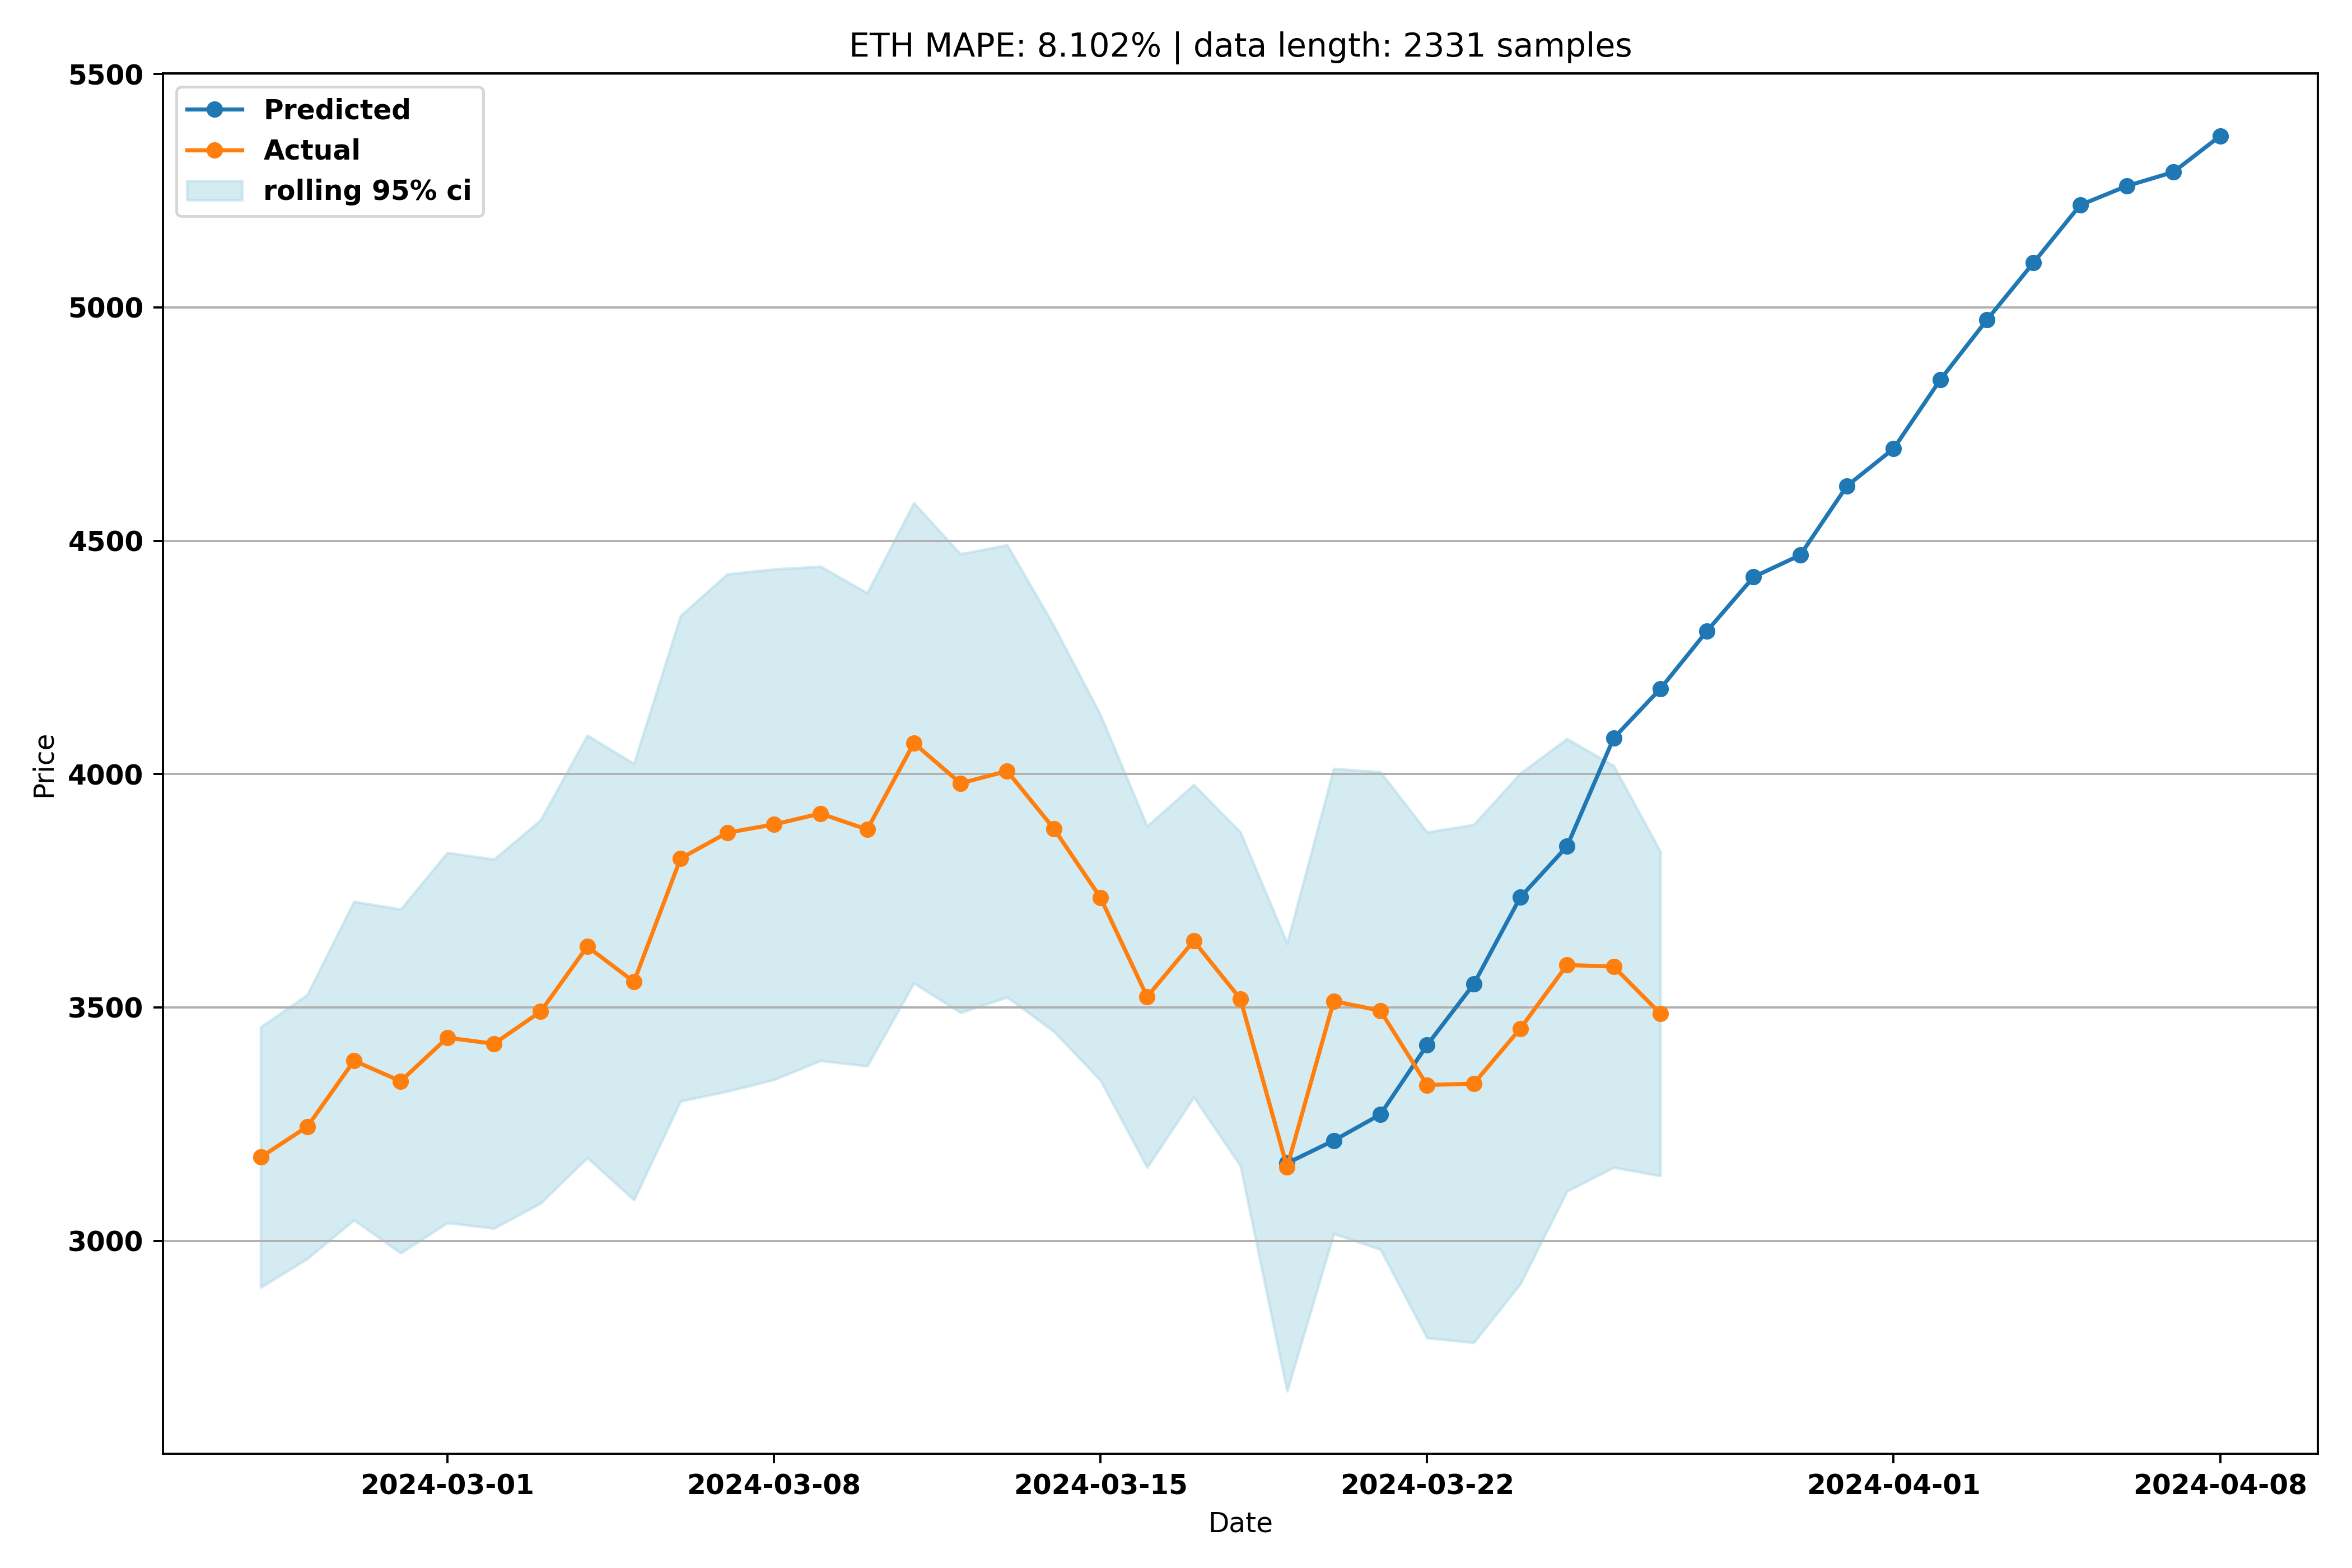 ETH MAPE: 8.102% | data length: 2331 samples
5500
Predicted
Actual
rolling 95% ci
5000
4500
4000
3500
3000
Price
2024-03-01 2024-03-08 2024-03-15 2024-03-22 2024-04-01 2024-04-08
Date